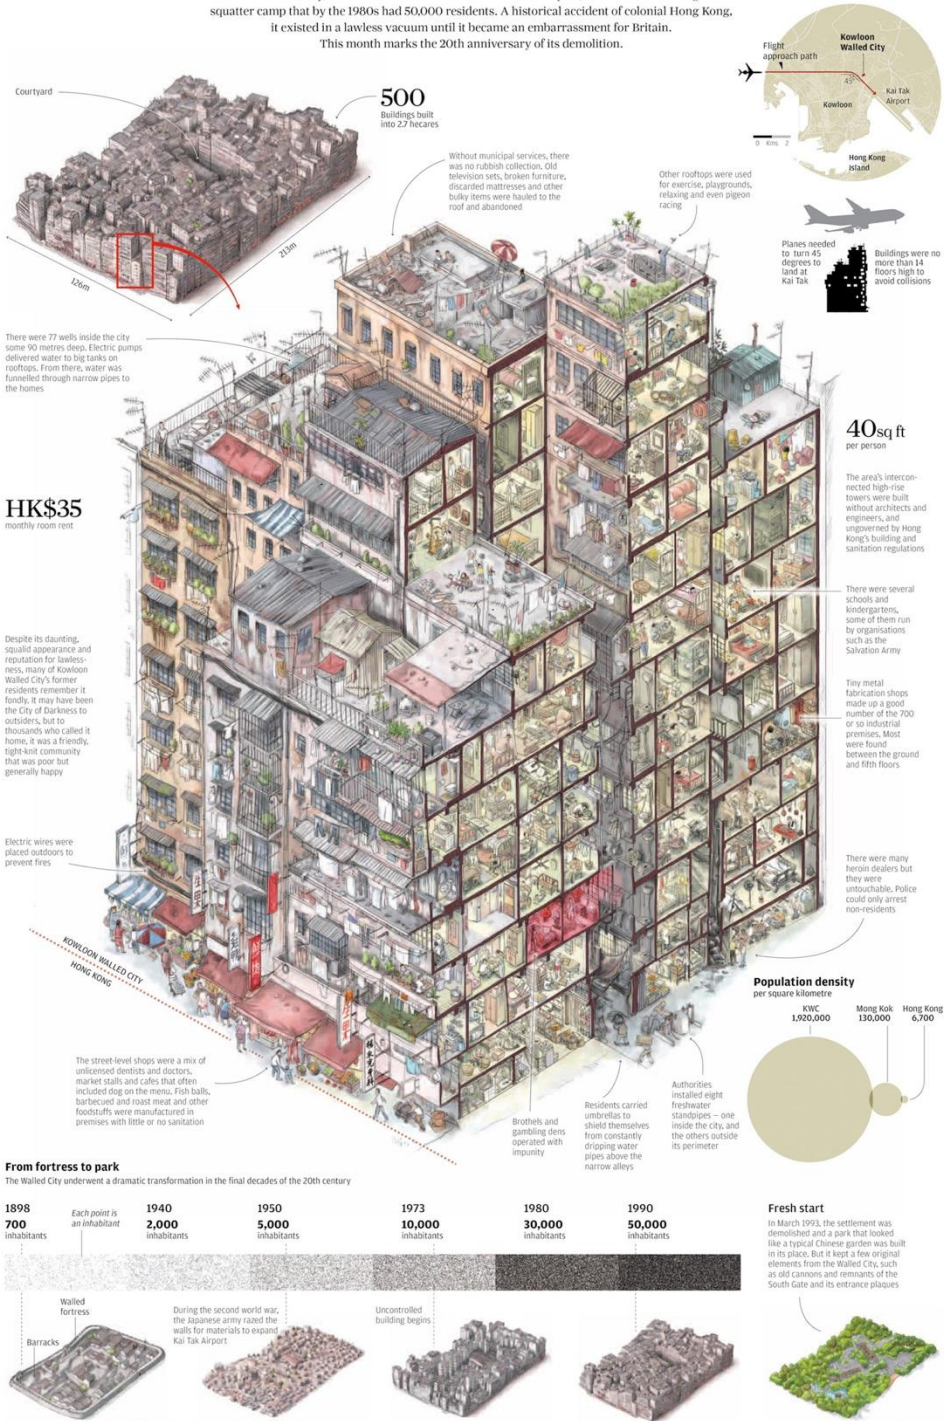 squatter camp that by the 1980s had 50,000 residents. A historical accident of colonial Hong Kong,
it existed in a lawless vacuum until it became an embarrassment for Britain.
This month marks the 20th anniversary of its demolition.
Courtyard
500
Buildings built
into 2.7 hecares
126m
213m
Flight
approach path
Kowloon
Walled City
45°
Kai Tak
Airport
Kowloon
0 Kms 2
Hong Kong
Island
Without municipal services, there
was no rubbish collection. Old
television sets, broken furniture,
discarded mattresses and other
bulky items were hauled to the
roof and abandoned
Other rooftops were used
for exercise, playgrounds,
relaxing and even pigeon
racing
Planes needed
to turn 45
degrees to
land at
Kai Tak
Buildings were no
more than 14
floors high to
avoid collisions
There were 77 wells inside the city
some 90 metres deep. Electric pumps
delivered water to big tanks on
rooftops. From there, water was
funnelled through narrow pipes to
the homes
40sq ft
per person
HK$35
monthly room rent
The area's intercon-
nected high-rise
towers were built
without architects and
engineers, and
ungoverned by Hong
Kong's building and
sanitation regulations
There were several
schools and
kindergartens,
some of them run
by organisations
such as the
Salvation Army
Despite its daunting,
squalid appearance and
reputation for lawless-
ness, many of Kowloon
Walled City's former
residents remember it
fondly. It may have been
the City of Darkness to
outsiders, but to
thousands who called it
home, it was a friendly,
tight-knit community
that was poor but
generally happy
Tiny metal
fabrication shops
made up a good
number of the 700
or so industrial
premises. Most
were found
between the ground
and fifth floors
Electric wires were
placed outdoors to
prevent fires
There were many
heroin dealers but
they were
untouchable. Police
could only arrest
non-residents
KOWLOON WALLED CITY
HONG KONG
Population density
per square kilometre
KWC
1,920,000
Mong Kok
130,000
Hong Kong
6,700
The street-level shops were a mix of
unlicensed dentists and doctors,
market stalls and cafes that often
included dog on the menu. Fish balls,
barbecued and roast meat and other
foodstuffs were manufactured in
premises with little or no sanitation
Brothels and
gambling dens
operated with
impunity
Residents carried
umbrellas to
shield themselves
from constantly
dripping water
pipes above the
narrow alleys
Authorities
installed eight
freshwater
standpipes – one
inside the city, and
the others outside
its perimeter
From fortress to park
The Walled City underwent a dramatic transformation in the final decades of the 20th century
1898
700
inhabitants
Each point is
an inhabitant
1940
2,000
inhabitants
1950
5,000
inhabitants
1973
10,000
inhabitants
1980
30,000
inhabitants
1990
50,000
inhabitants
Fresh start
In March 1993, the settlement was
demolished and a park that looked
like a typical Chinese garden was built
in its place. But it kept a few original
elements from the Walled City, such
as old cannons and remnants of the
South Gate and its entrance plaques
Walled
fortress
Barracks
During the second world war,
the Japanese army razed the
walls for materials to expand
Kai Tak Airport
Uncontrolled
building begins